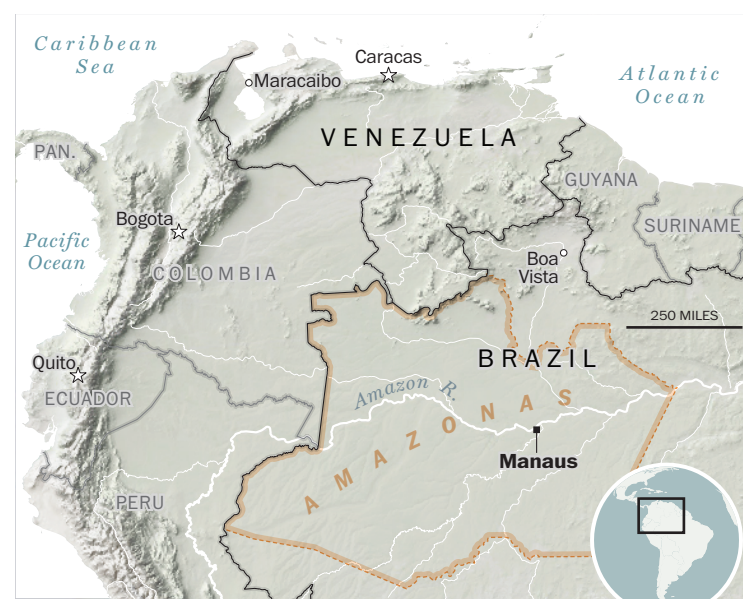 Caribbean
Sea
Caracas
Maracaibo
Atlantic
Ocean
VENEZUELA
PAN.
GUYANA
Bogota
SURINAME
Pacific
Ocean
COLOMBIA
Boa
Vista
250 MILES
Quito
BRAZIL
ECUADOR
Amazon R.
AMAZONAS
Manaus
PERU